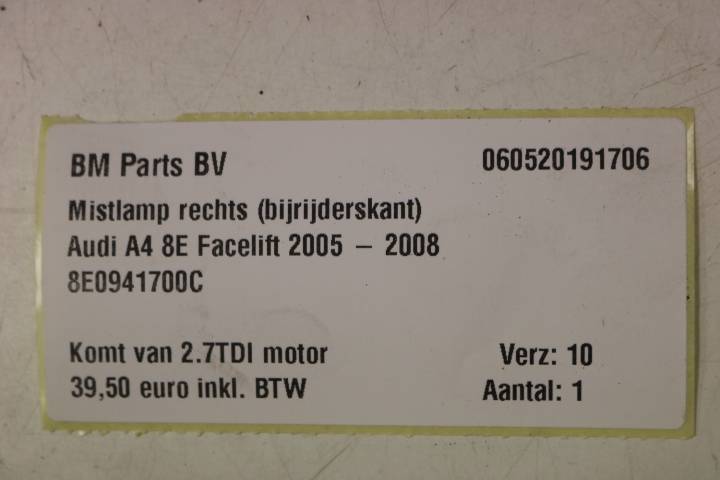 BM Parts BV 060520191706
Mistlamp rechts (bijrijderskant)
Audi A4 8E Facelift 2005 – 2008
8E0941700C
Komt van 2.7TDI motor Verz: 10
39,50 euro inkl. BTW Aantal: 1